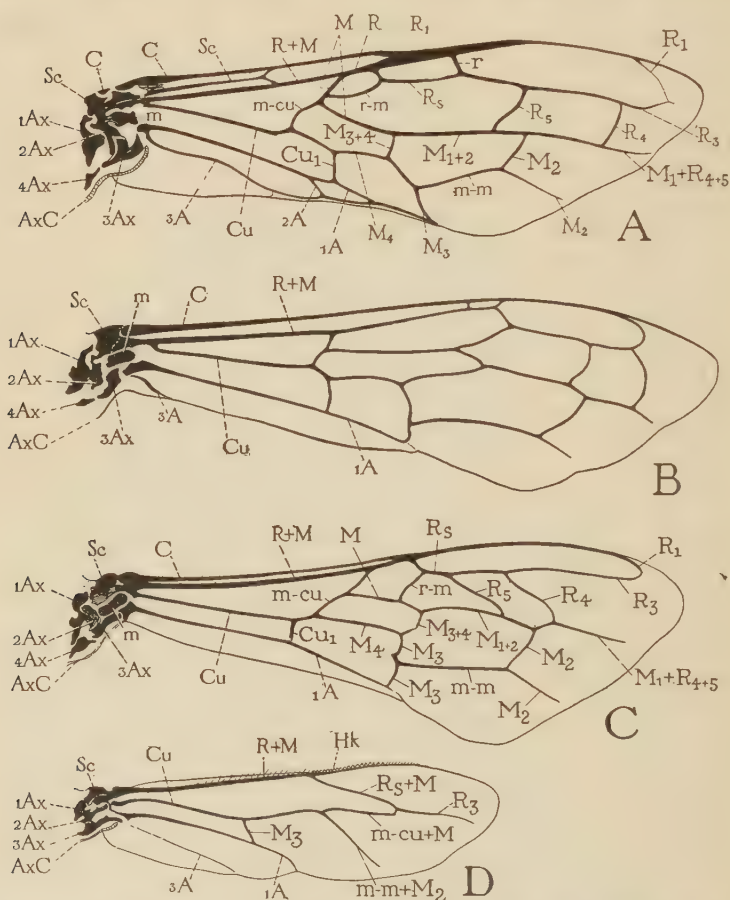 M R R₁
Sc R+M R₁
C r
Sc m-cu r-m Rₛ R₅
1Ax m R₄ R₃
2Ax M₃₊₄ M₁₊₂ M₂
Cu₁ m-m M₁+R₄₊₅
4Ax
AxC 3Ax 3A Cu 2A 1A M₄ M₃ M₂
A
Sc m C R+M
1Ax
2Ax
4Ax
AxC 3Ax 3A Cu 1A
B
Sc C R+M M Rₛ R₁
1Ax m-cu r-m R₅ R₄ R₃
2Ax m Cu₁ M₄ M₃₊₄ M₁₊₂
4Ax M₃ M₂
AxC 3Ax Cu 1A M₃ m-m M₂ M₁+R₄₊₅
C
Sc Cu R+M Hk
1Ax Rₛ+M R₃
2Ax M₃ m-cu+M
3Ax
AxC 3A 1A m-m+M₂
D